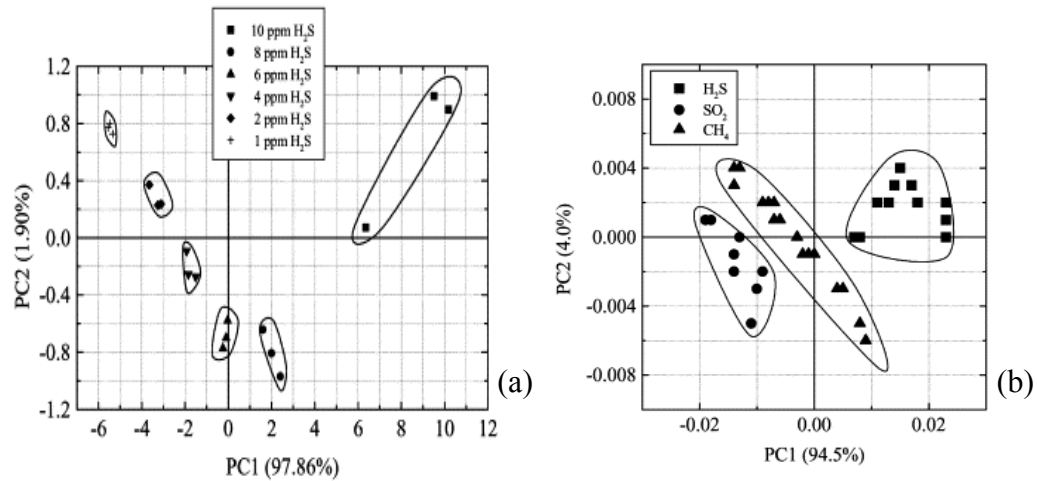 10 ppm H₂S
8 ppm H₂S
6 ppm H₂S
4 ppm H₂S
2 ppm H₂S
1 ppm H₂S
1.2
0.8
0.4
0.0
-0.4
-0.8
-1.2
PC2 (1.90%)
-6 -4 -2 0 2 4 6 8 10 12
PC1 (97.86%)
(a)
H₂S
SO₂
CH₄
0.008
0.004
0.000
-0.004
-0.008
PC2 (4.0%)
-0.02 0.00 0.02
PC1 (94.5%)
(b)